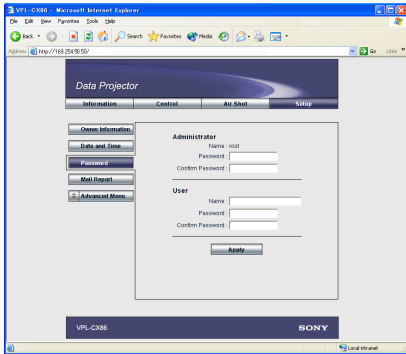 VPL-CX86 - Microsoft Internet Explorer
File Edit View Favorites Tools Help
Back Search Favorites Media
Address http://169.254.50.50/ Go Links »
Data Projector
Information Control Air Shot Setup
Owner Information
Date and Time
Password
Mail Report
Advanced Menu
Administrator
Name : root
Password :
Confirm Password :
User
Name :
Password :
Confirm Password :
Apply
VPL-CX86 SONY
Local intranet